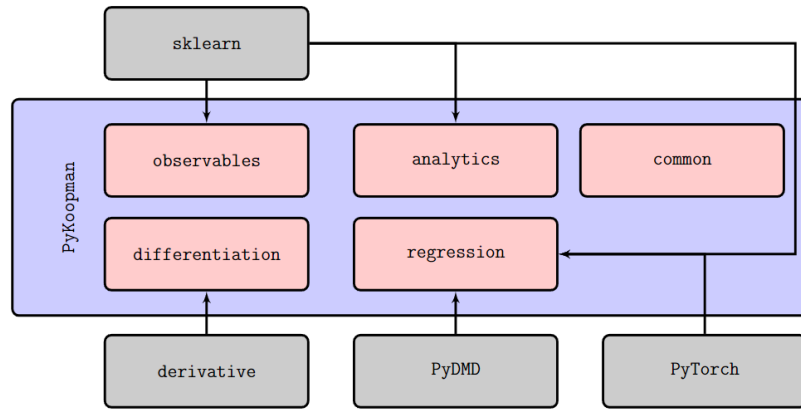 sklearn
PyKoopman
observables
analytics
common
differentiation
regression
derivative
PyDMD
PyTorch